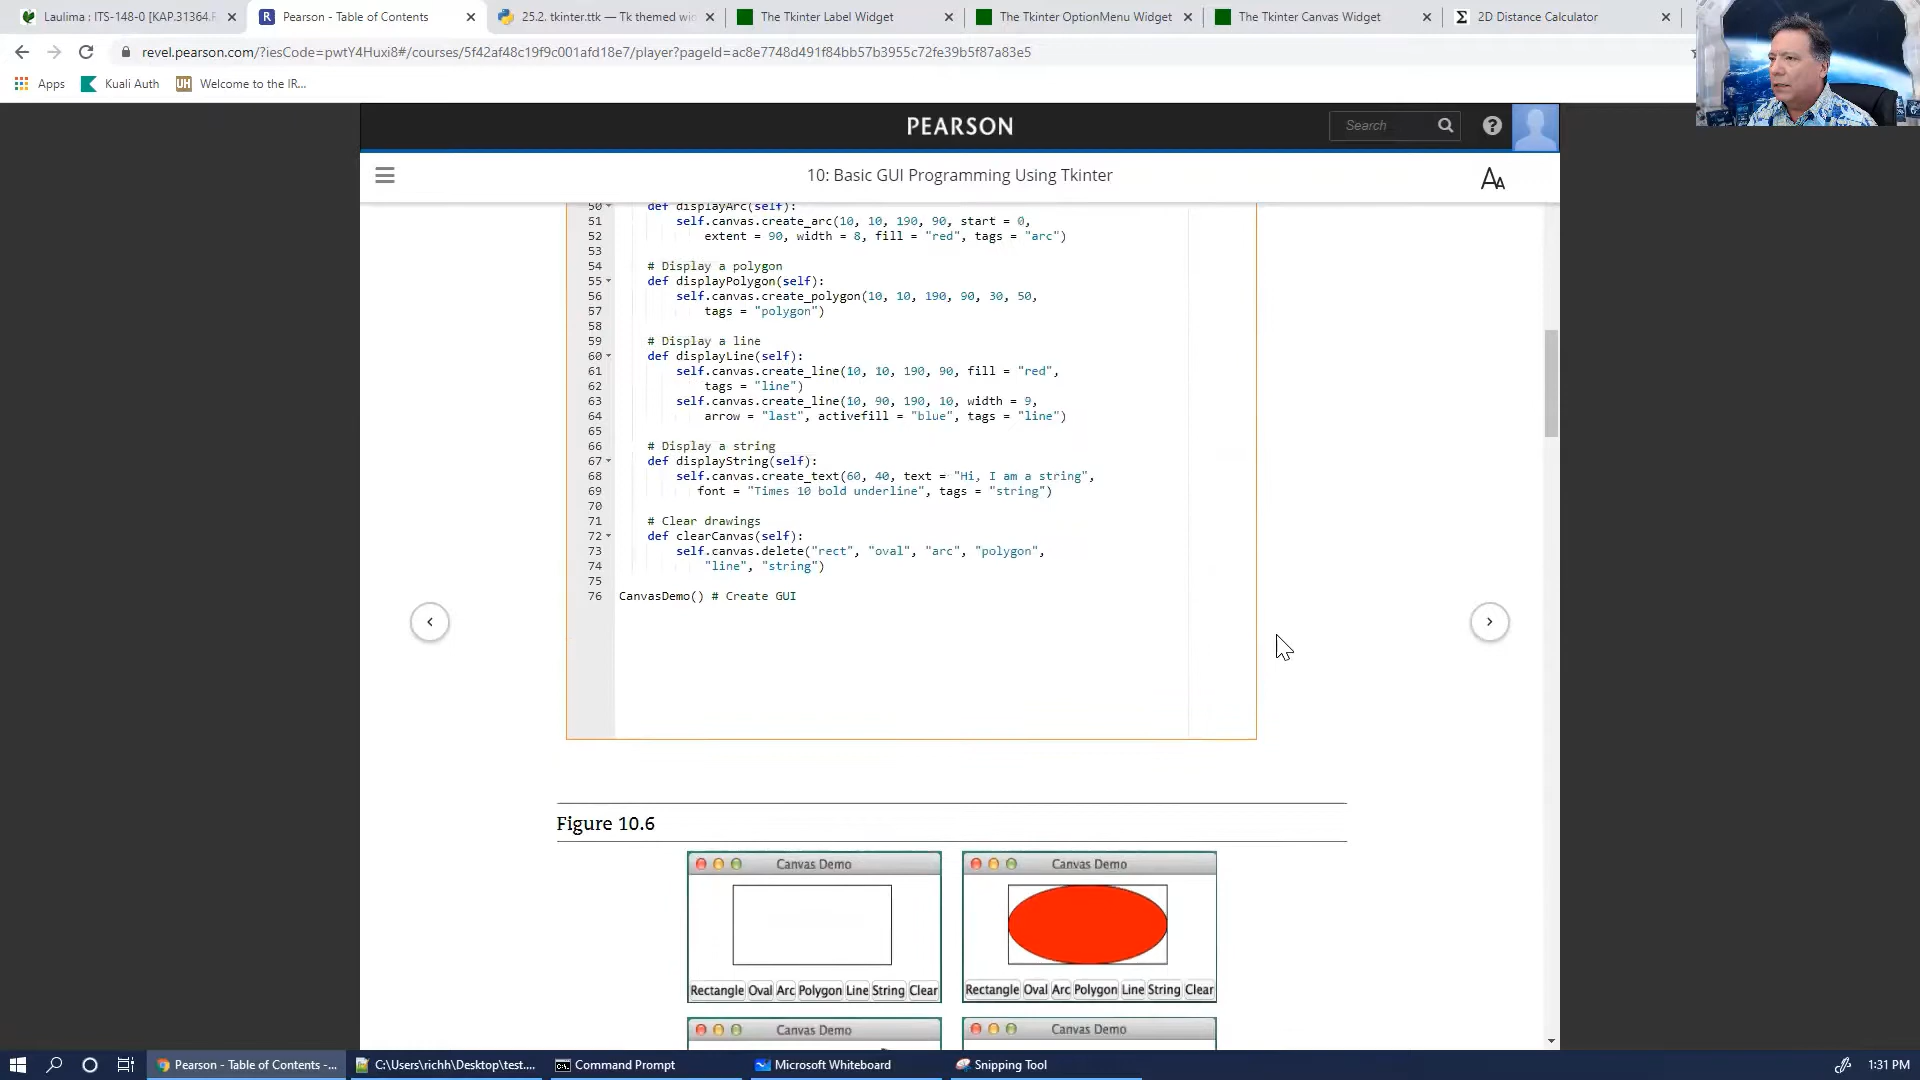 Laulima : ITS-148-0 [KAP.31364.F
Pearson - Table of Contents
25.2. tkinter.ttk — Tk themed wi
The Tkinter Label Widget
The Tkinter OptionMenu Widget
The Tkinter Canvas Widget
2D Distance Calculator
revel.pearson.com/?iesCode=pwtY4Huxi8#/courses/5f42af48c19f9c001afd18e7/player?pageId=ac8e7748d491f84bb57b3955c72fe39b5f87a83e5
Apps
Kuali Auth
UH Welcome to the IR...
PEARSON
Search
10: Basic GUI Programming Using Tkinter
50 def displayArc(self):
51 self.canvas.create_arc(10, 10, 190, 90, start = 0,
52 extent = 90, width = 8, fill = "red", tags = "arc")
53
54 # Display a polygon
55 def displayPolygon(self):
56 self.canvas.create_polygon(10, 10, 190, 90, 30, 50,
57 tags = "polygon")
58
59 # Display a line
60 def displayLine(self):
61 self.canvas.create_line(10, 10, 190, 90, fill = "red",
62 tags = "line")
63 self.canvas.create_line(10, 90, 190, 10, width = 9,
64 arrow = "last", activefill = "blue", tags = "line")
65
66 # Display a string
67 def displayString(self):
68 self.canvas.create_text(60, 40, text = "Hi, I am a string",
69 font = "Times 10 bold underline", tags = "string")
70
71 # Clear drawings
72 def clearCanvas(self):
73 self.canvas.delete("rect", "oval", "arc", "polygon",
74 "line", "string")
75
76 CanvasDemo() # Create GUI
Figure 10.6
Canvas Demo
Rectangle Oval Arc Polygon Line String Clear
Canvas Demo
Rectangle Oval Arc Polygon Line String Clear
Canvas Demo
Canvas Demo
Pearson - Table of Contents -...
C:\Users\richh\Desktop\test....
Command Prompt
Microsoft Whiteboard
Snipping Tool
1:31 PM